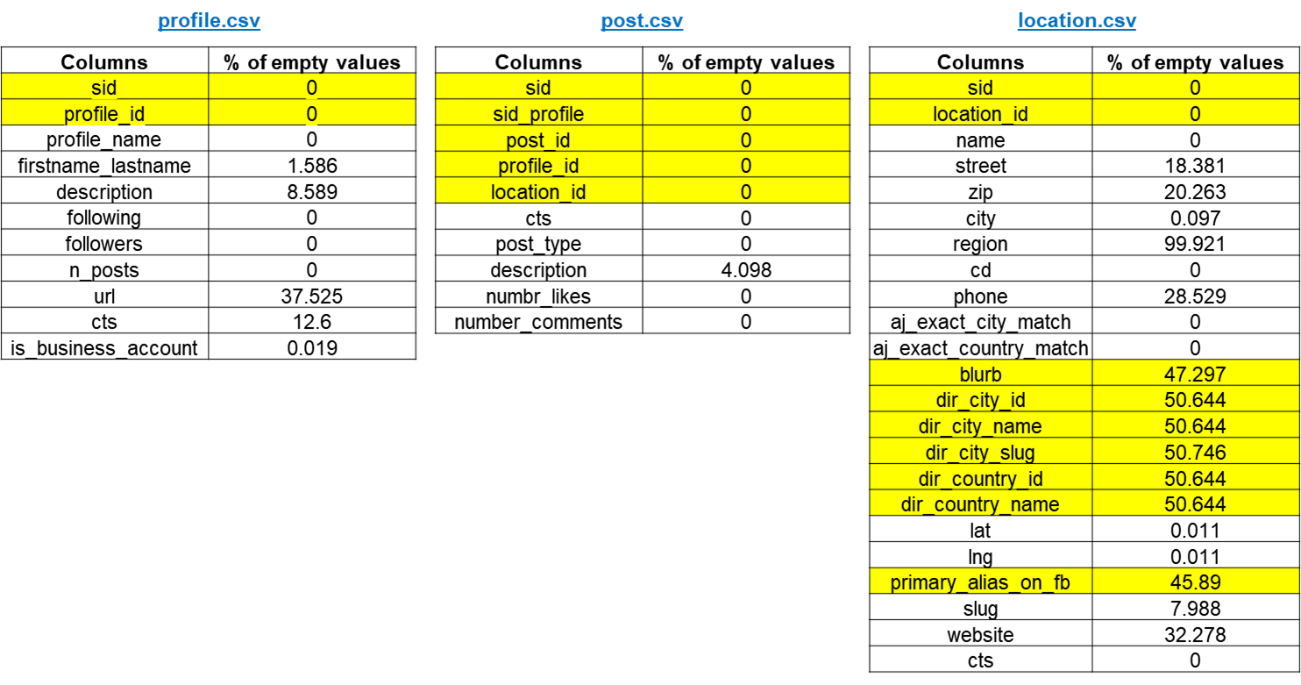 profile.csv
Columns % of empty values
sid 0
profile_id 0
profile_name 0
firstname_lastname 1.586
description 8.589
following 0
followers 0
n_posts 0
url 37.525
cts 12.6
is_business_account 0.019
post.csv
Columns % of empty values
sid 0
sid_profile 0
post_id 0
profile_id 0
location_id 0
cts 0
post_type 0
description 4.098
numbr_likes 0
number_comments 0
location.csv
Columns % of empty values
sid 0
location_id 0
name 0
street 18.381
zip 20.263
city 0.097
region 99.921
cd 0
phone 28.529
aj_exact_city_match 0
aj_exact_country_match 0
blurb 47.297
dir_city_id 50.644
dir_city_name 50.644
dir_city_slug 50.746
dir_country_id 50.644
dir_country_name 50.644
lat 0.011
lng 0.011
primary_alias_on_fb 45.89
slug 7.988
website 32.278
cts 0